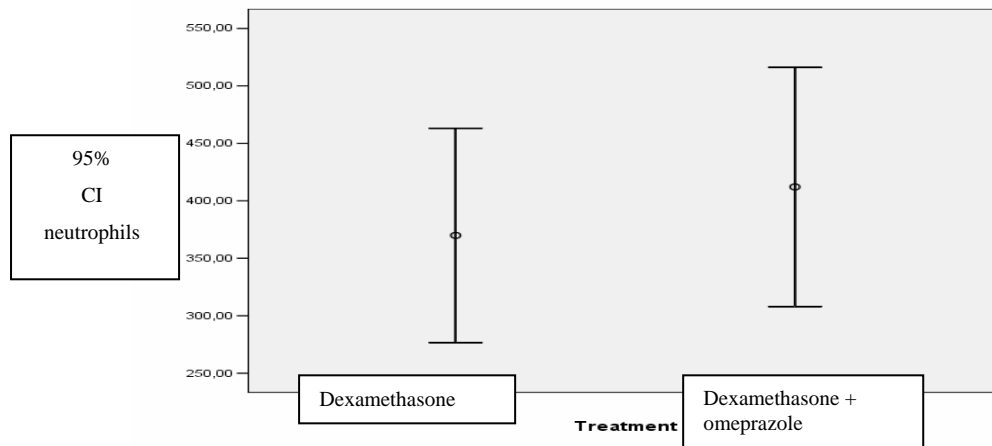 550,00
500,00
450,00
400,00
350,00
300,00
250,00
95%
CI
neutrophils
Dexamethasone
Dexamethasone +
omeprazole
Treatment